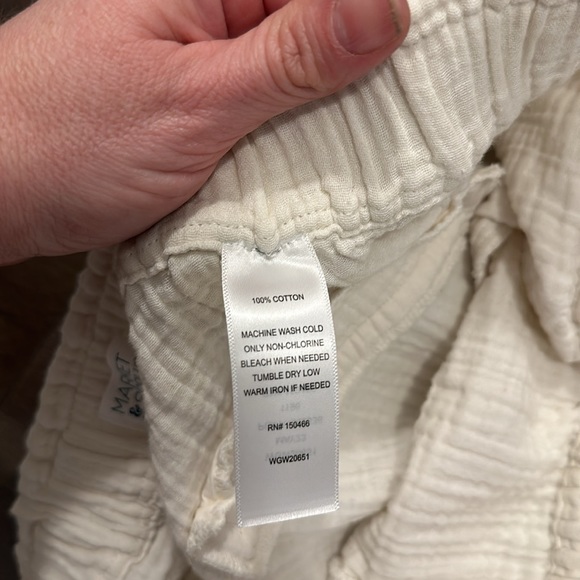 100% COTTON
MACHINE WASH COLD
ONLY NON-CHLORINE
BLEACH WHEN NEEDED
TUMBLE DRY LOW
WARM IRON IF NEEDED
RN# 150466
WGW20651
MARET
&